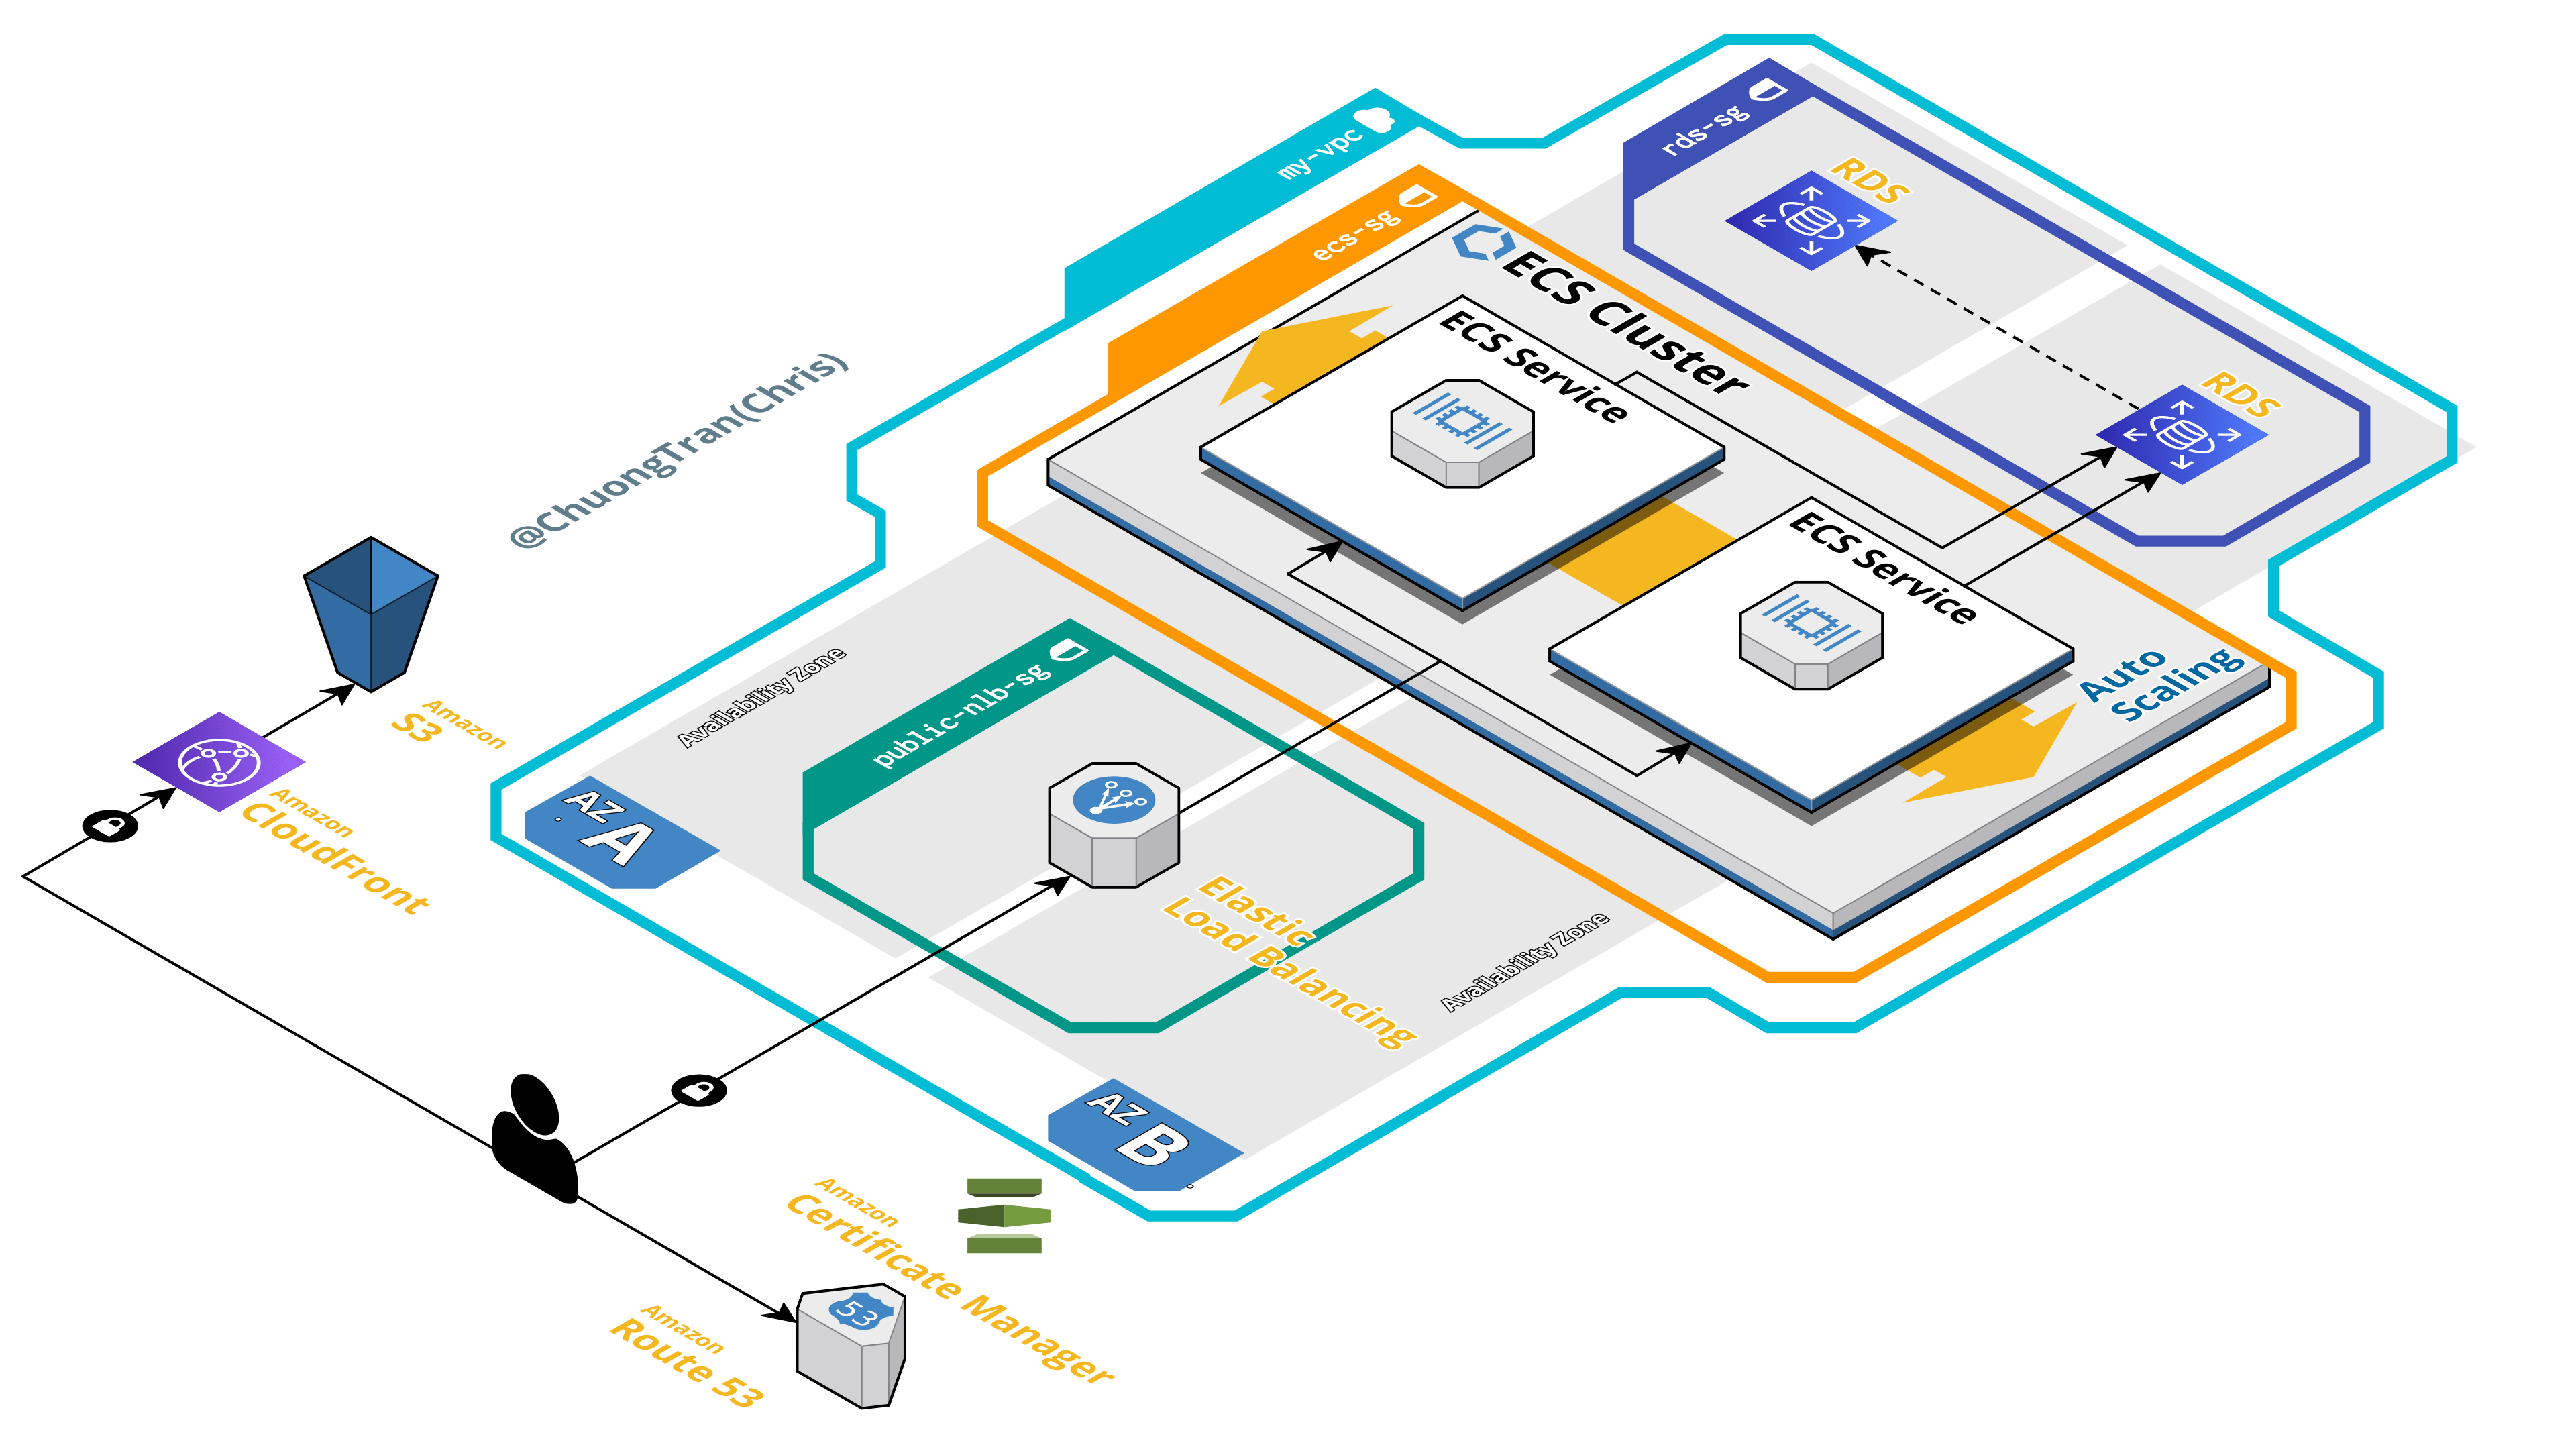 my-vpc
rds-sg
RDS
ecs-sg
ECS Cluster
ECS Service
RDS
@ChuongTran(Chris)
ECS Service
Auto
Scaling
Availability Zone
public-nlb-sg
Amazon
S3
AZ
A
Amazon
CloudFront
Elastic
Load Balancing
Availability Zone
AZ
B
Amazon
Certificate Manager
53
Amazon
Route 53